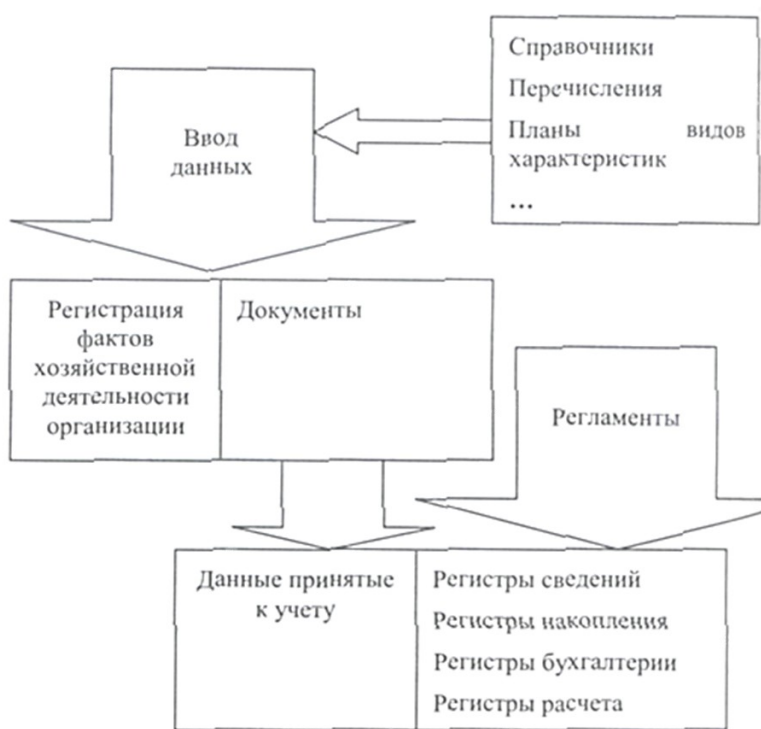 Справочники
Перечисления
Планы видов
характеристик
...
Ввод
данных
Регистрация
фактов
хозяйственной
деятельности
организации
Документы
Регламенты
Данные принятые
к учету
Регистры сведений
Регистры накопления
Регистры бухгалтерии
Регистры расчета